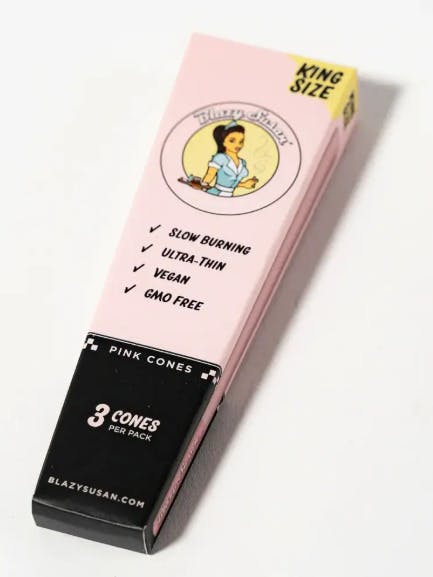 KING
SIZE
Blazy Susan
SLOW BURNING
ULTRA-THIN
VEGAN
GMO FREE
PINK CONES
3 CONES
PER PACK
BLAZYSUSAN.COM